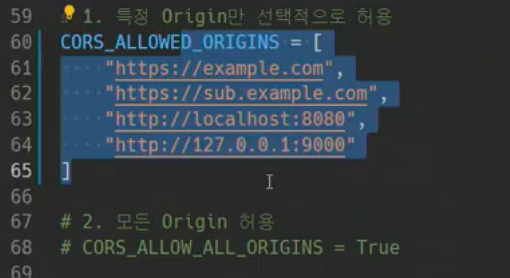 59 # 1. 특정 Origin만 선택적으로 허용
60 CORS_ALLOWED_ORIGINS = [
61 "https://example.com",
62 "https://sub.example.com",
63 "http://localhost:8080",
64 "http://127.0.0.1:9000"
65 ]
66
67 # 2. 모든 Origin 허용
68 # CORS_ALLOW_ALL_ORIGINS = True
69